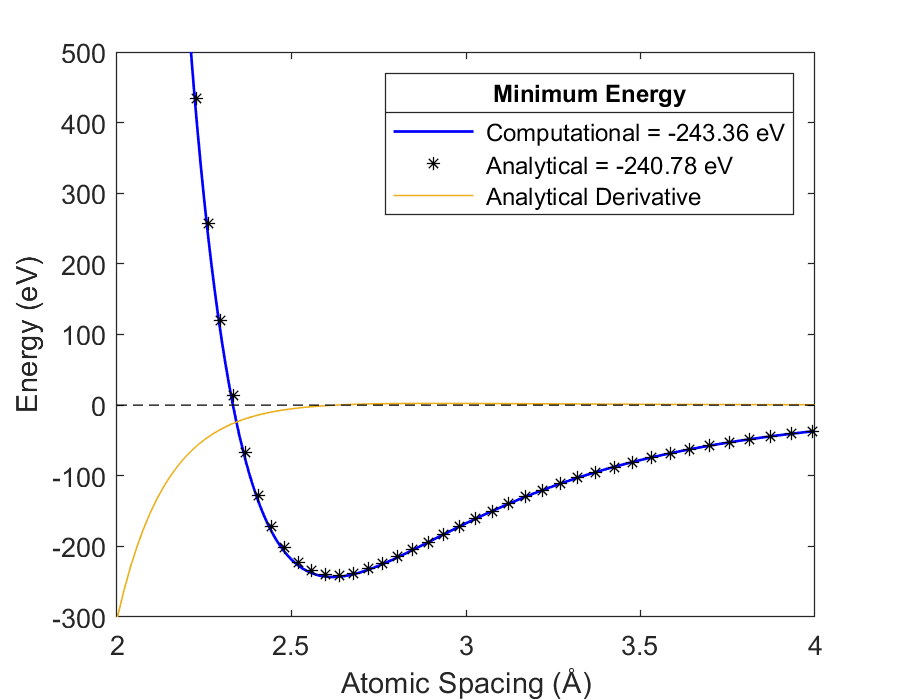 500
400
300
200
100
0
-100
-200
-300
2
2.5
3
3.5
4
Energy (eV)
Atomic Spacing (Å)
Minimum Energy
Computational = -243.36 eV
Analytical = -240.78 eV
Analytical Derivative